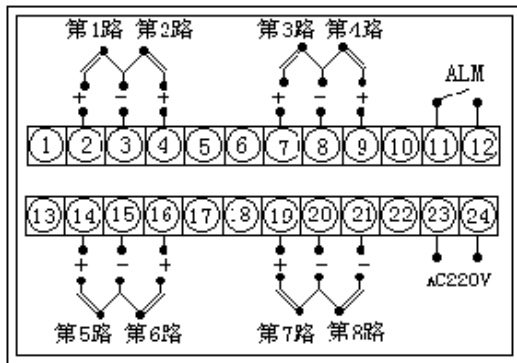 第1路 第2路 第3路 第4路
ALM
+ − + + − +
1 2 3 4 5 6 7 8 9 10 11 12
13 14 15 16 17 18 19 20 21 22 23 24
+ − + + − −
AC220V
第5路 第6路 第7路 第8路